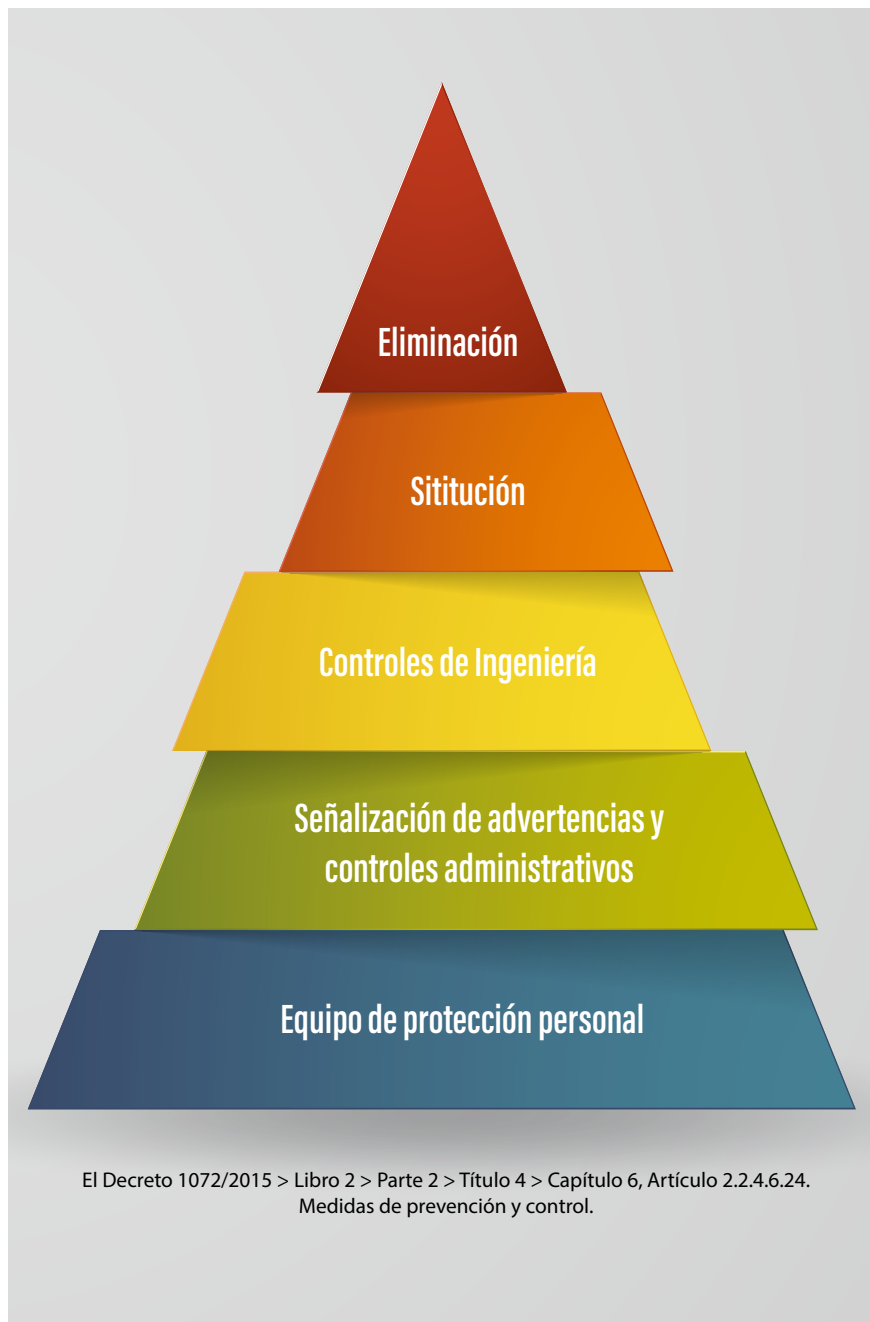 Eliminación
Sititución
Controles de Ingeniería
Señalización de advertencias y
controles administrativos
Equipo de protección personal
El Decreto 1072/2015 > Libro 2 > Parte 2 > Título 4 > Capítulo 6, Artículo 2.2.4.6.24.
Medidas de prevención y control.